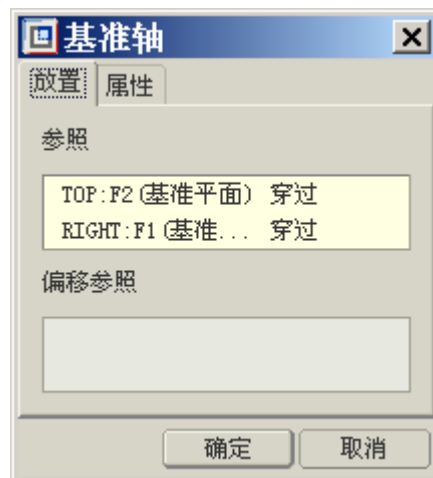 基准轴
放置 属性
参照
TOP:F2(基准平面) 穿过
RIGHT:F1(基准... 穿过
偏移参照
确定 取消